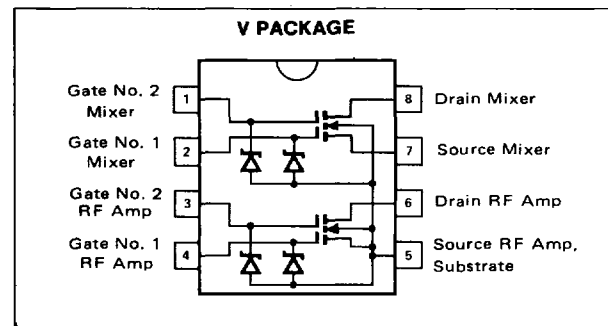 V PACKAGE
Gate No. 2
Mixer
1
8
Drain Mixer
Gate No. 1
Mixer
2
7
Source Mixer
Gate No. 2
RF Amp
3
6
Drain RF Amp
Gate No. 1
RF Amp
4
5
Source RF Amp,
Substrate